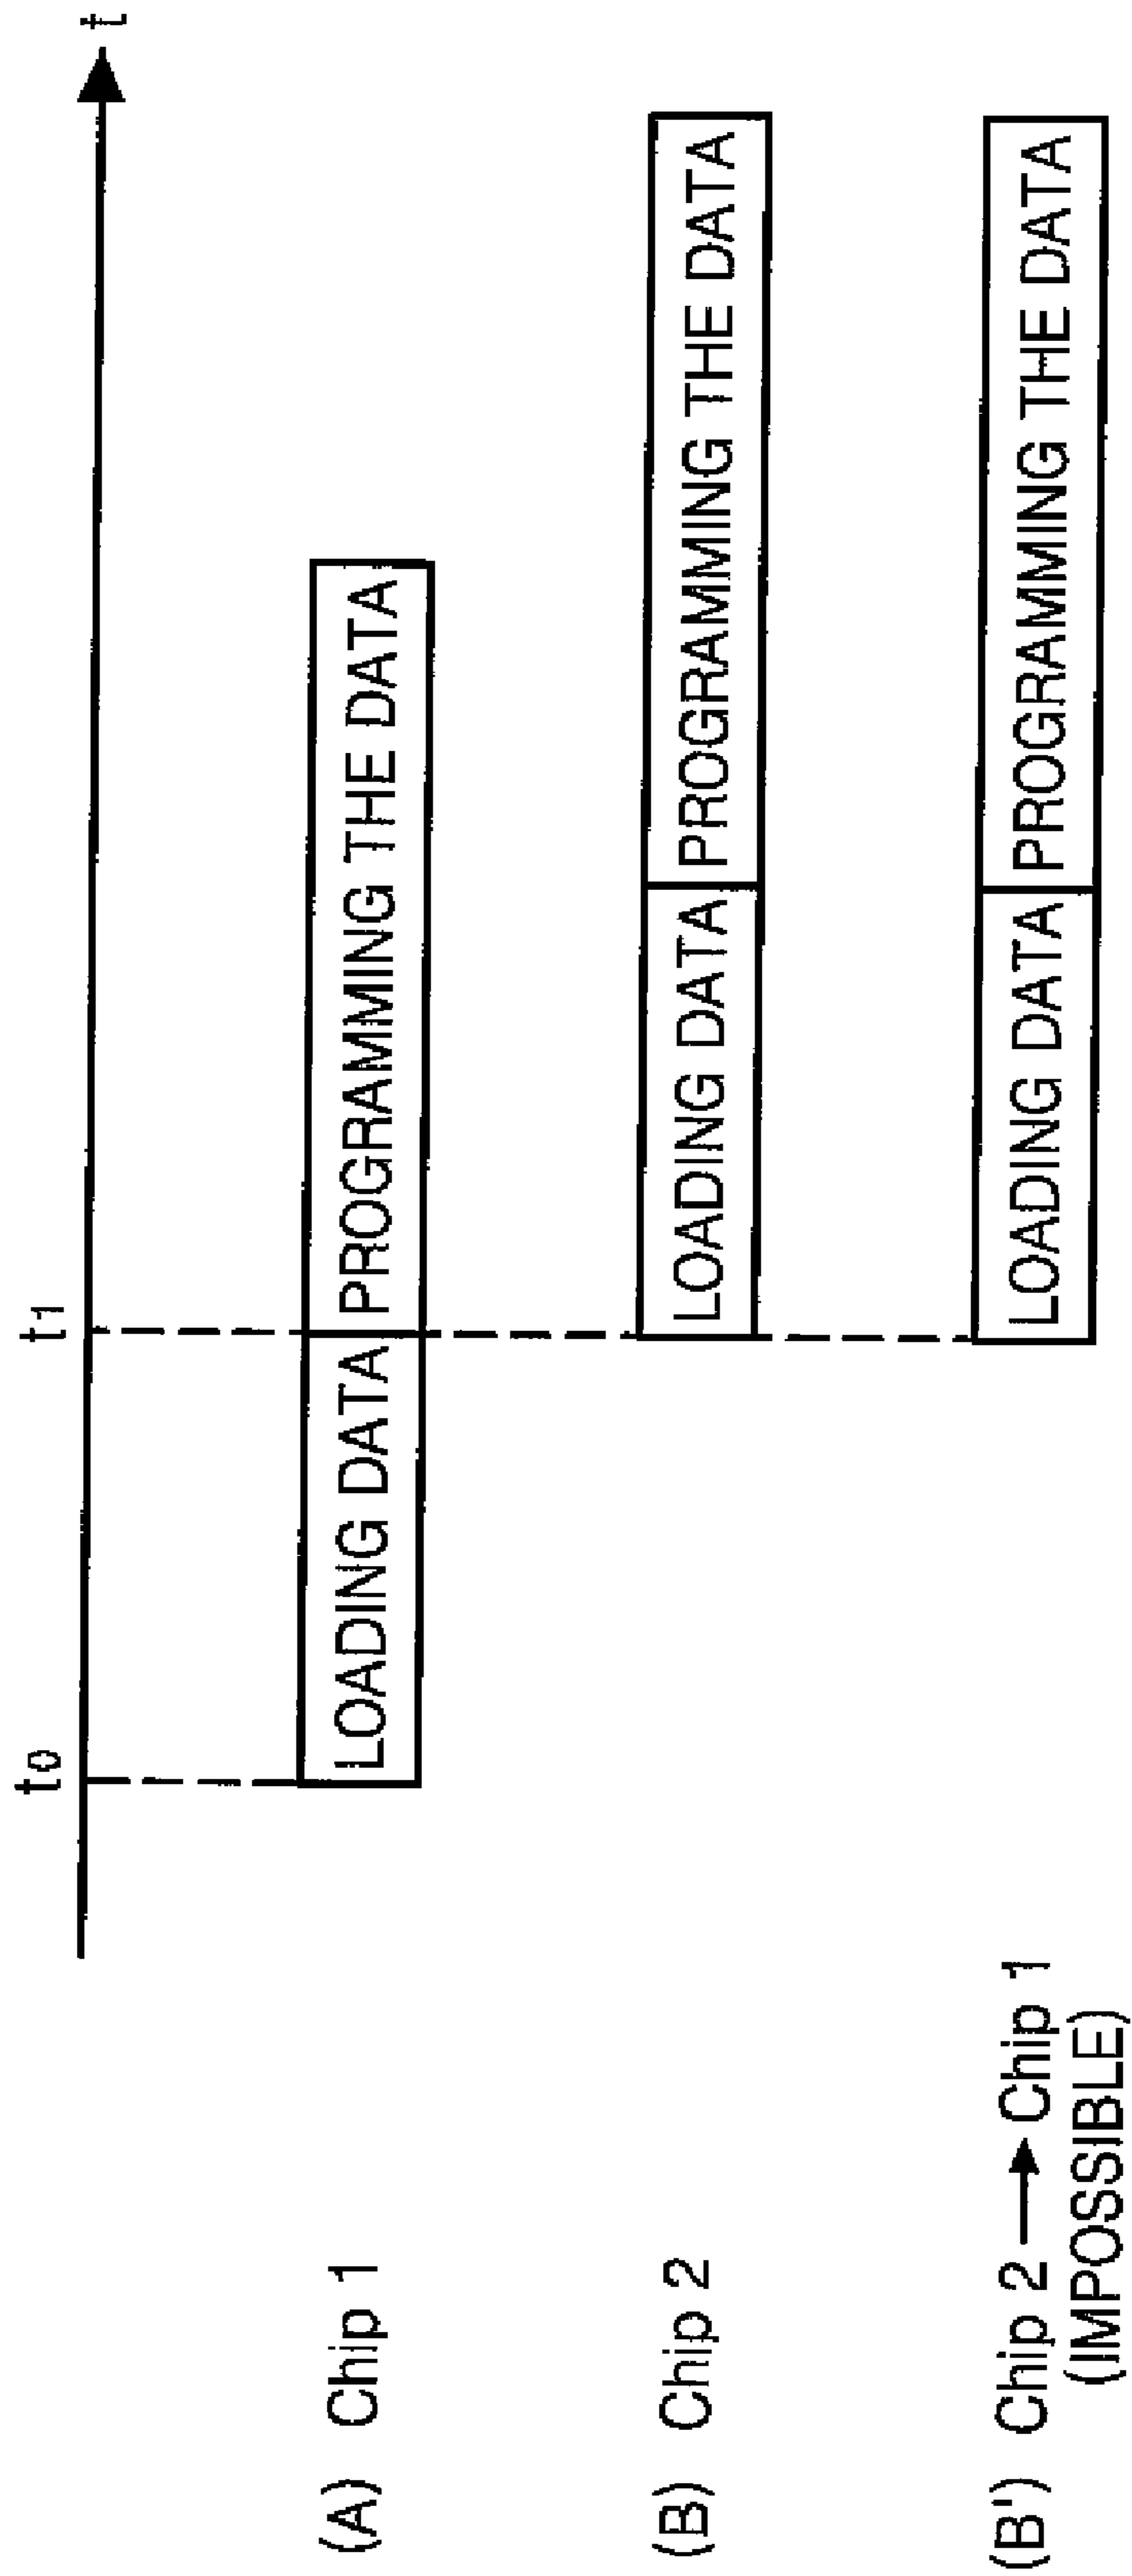 t0 t1 t
(A) Chip 1 LOADING DATA PROGRAMMING THE DATA
(B) Chip 2 LOADING DATA PROGRAMMING THE DATA
(B') Chip 2 → Chip 1 LOADING DATA PROGRAMMING THE DATA
(IMPOSSIBLE)